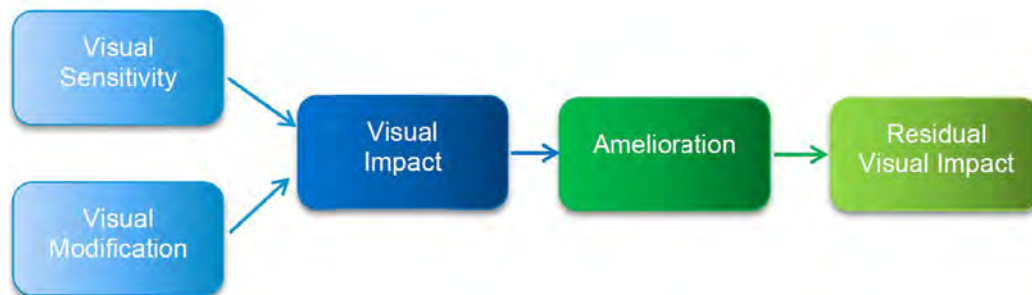 Visual
Sensitivity
Visual
Modification
Visual
Impact
Amelioration
Residual
Visual Impact